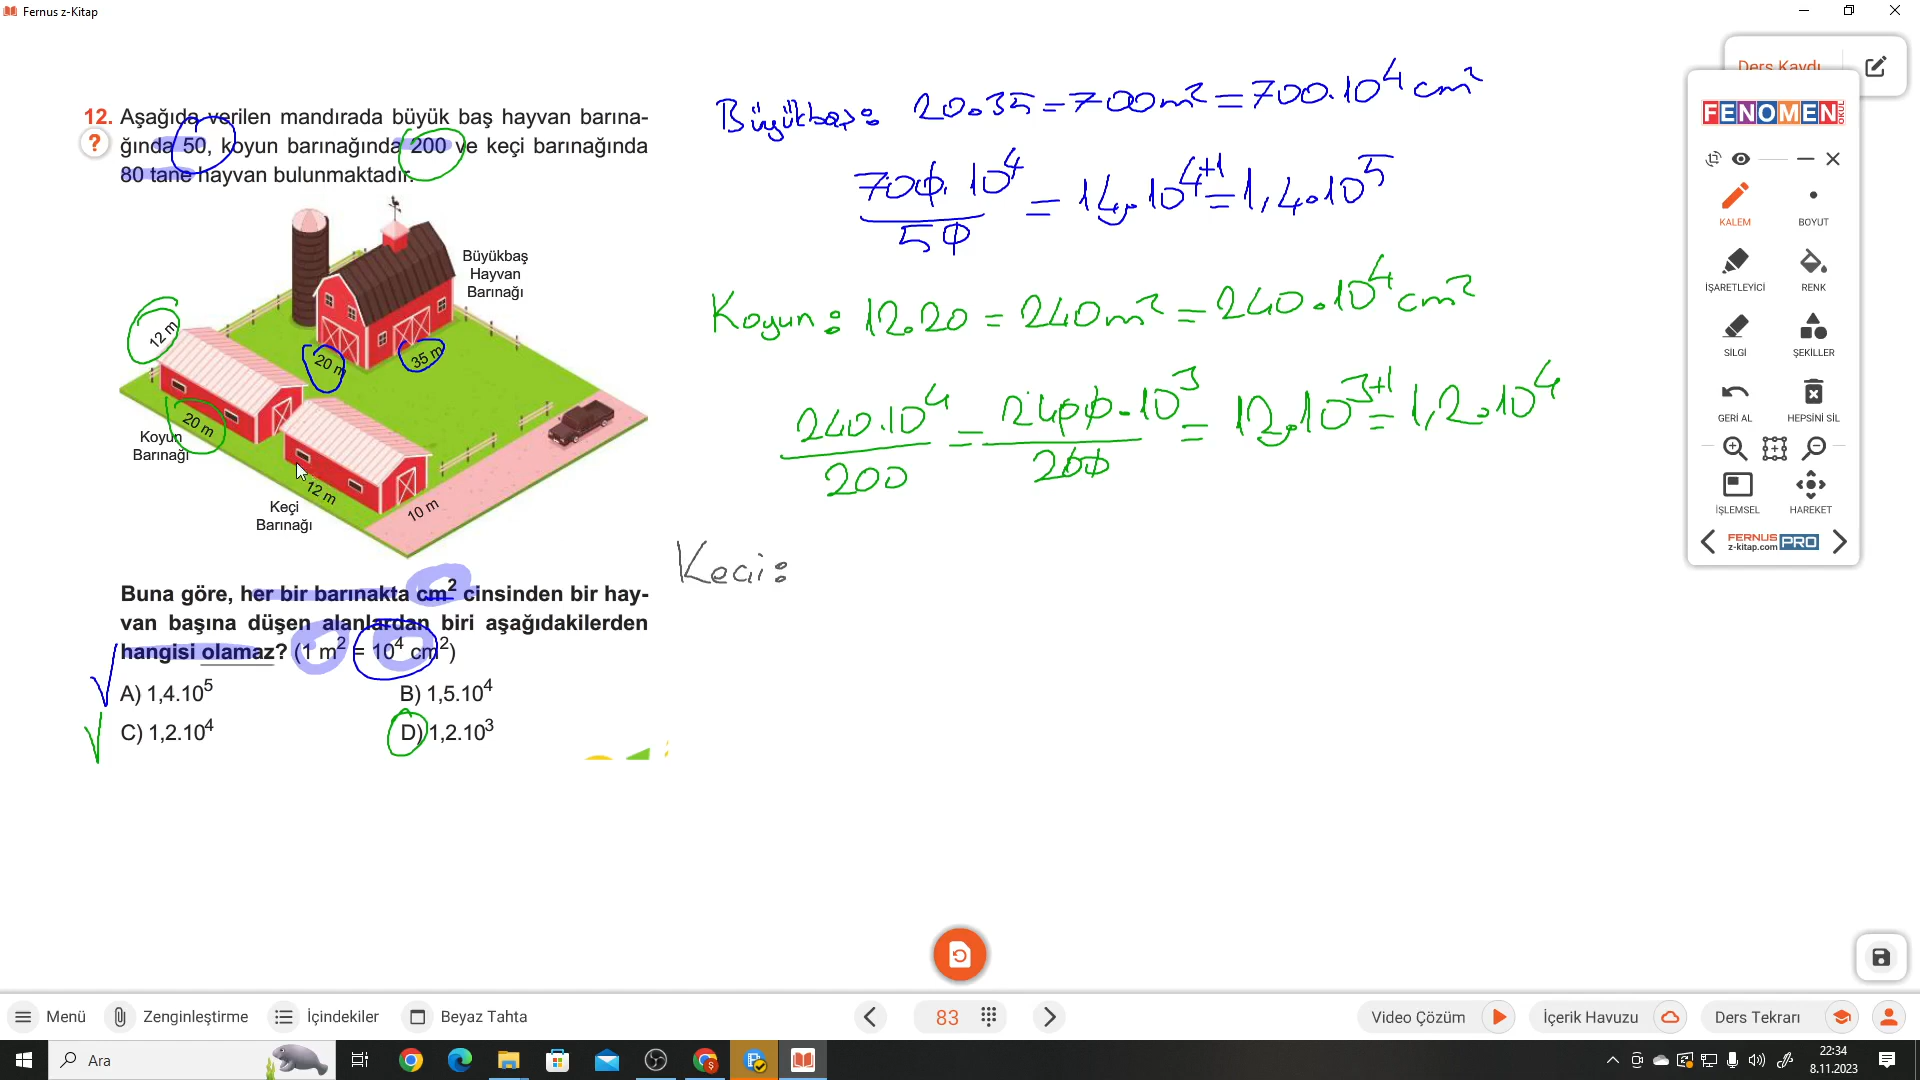 Fernus z-Kitap
Ders Kaydı
12. Aşağıda verilen mandırada büyük baş hayvan barına-
ğında 50, koyun barınağında 200 ve keçi barınağında
80 tane hayvan bulunmaktadır.
Büyükbaş
Hayvan
Barınağı
12 m
20 m
35 m
20 m
Koyun
Barınağı
12 m
10 m
Keçi
Barınağı
Buna göre, her bir barınakta cm² cinsinden bir hay-
van başına düşen alanlardan biri aşağıdakilerden
hangisi olamaz? (1 m² = 10⁴ cm²)
A) 1,4.10⁵
B) 1,5.10⁴
C) 1,2.10⁴
D) 1,2.10³
Büyükbaş: 20.35 = 700m² = 700.10⁴ cm²
700.10⁴ / 50 = 14.10⁴⁺¹ = 1,4.10⁵
Koyun: 12.20 = 240m² = 240.10⁴ cm²
240.10⁴ / 200 = 2400.10³ / 200 = 12.10³⁺¹ = 1,2.10⁴
Keci:
FENOMEN
OKUL
KALEM
BOYUT
İŞARETLEYİCİ
RENK
SİLGİ
ŞEKİLLER
GERİ AL
HEPSİNİ SİL
İŞLEMSEL
HAREKET
FERNUS
z-kitap.com
PRO
Menü
Zenginleştirme
İçindekiler
Beyaz Tahta
83
Video Çözüm
İçerik Havuzu
Ders Tekrarı
Ara
22:34
8.11.2023